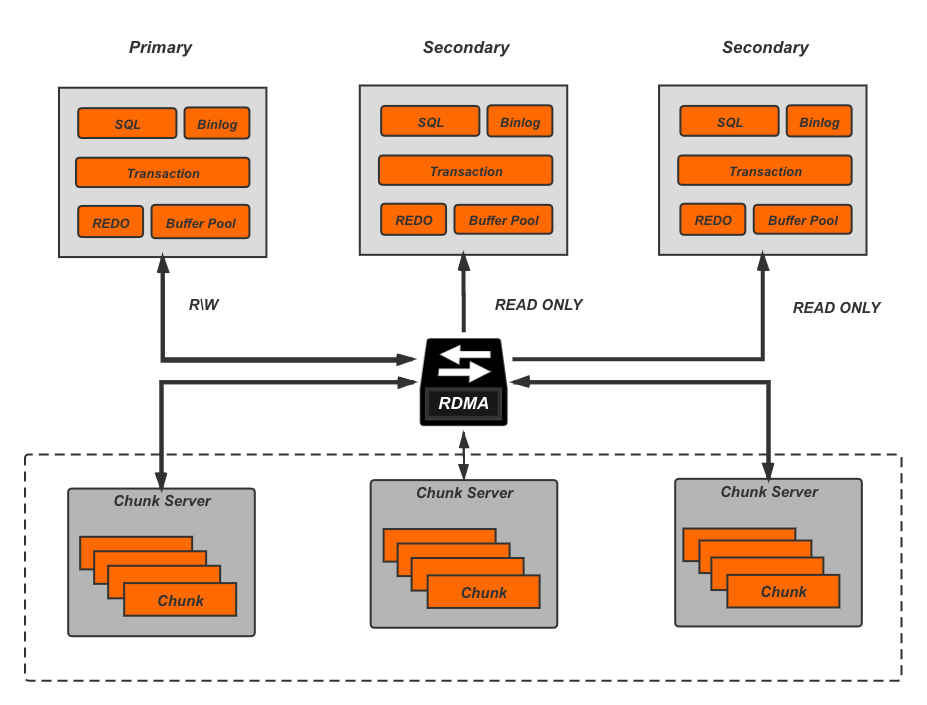 Primary
Secondary
Secondary
SQL
Binlog
Transaction
REDO
Buffer Pool
SQL
Binlog
Transaction
REDO
Buffer Pool
SQL
Binlog
Transaction
REDO
Buffer Pool
R\W
READ ONLY
READ ONLY
RDMA
Chunk Server
Chunk
Chunk Server
Chunk
Chunk Server
Chunk